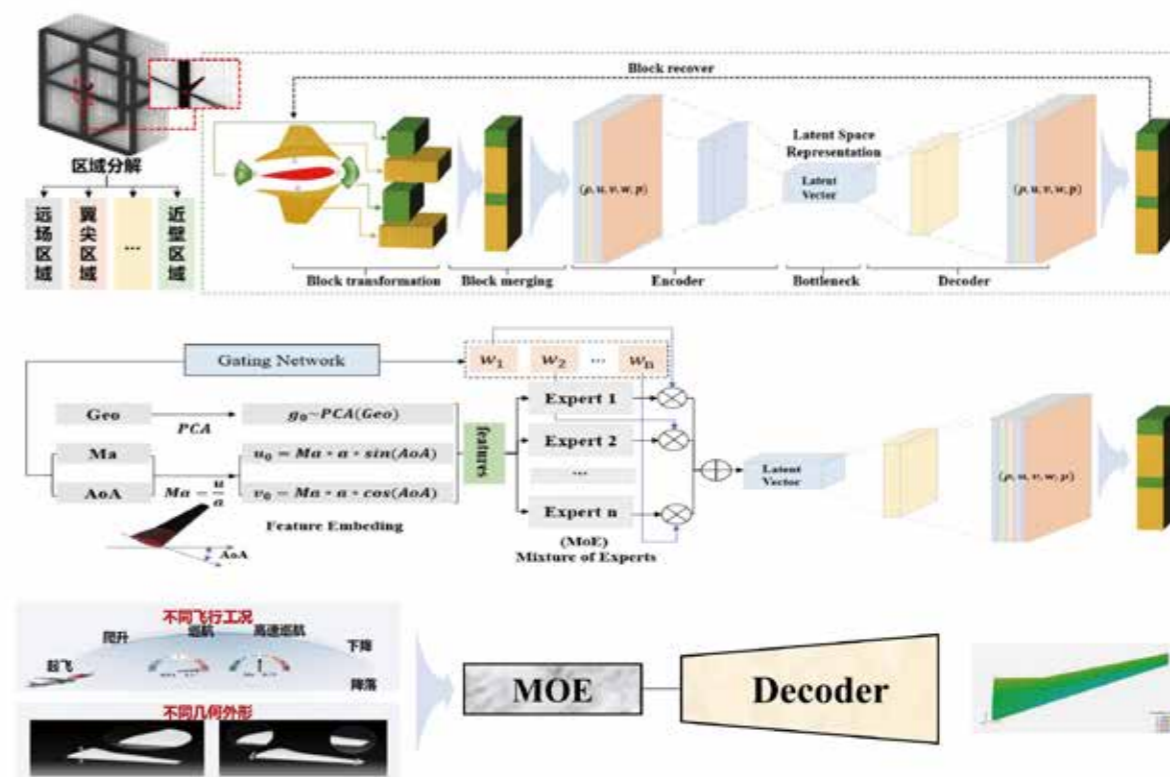 Block recover
区域分解
远场区域
翼尖区域
...
近壁区域
(ρ, u, v, w, p)
Latent Space
Representation
Latent
Vector
(ρ, u, v, w, p)
Block transformation
Block merging
Encoder
Bottleneck
Decoder
Gating Network
w₁ w₂ ... wₙ
Geo
PCA
g₀~PCA(Geo)
Ma
AoA
Ma = u/a
u₀ = Ma * a * sin(AoA)
v₀ = Ma * a * cos(AoA)
Feature Embeding
AoA
features
Expert 1
Expert 2
...
Expert n
(MoE)
Mixture of Experts
Latent
Vector
(ρ, u, v, w, p)
不同飞行工况
起飞
爬升
巡航
高速巡航
下降
降落
不同几何外形
MOE
Decoder